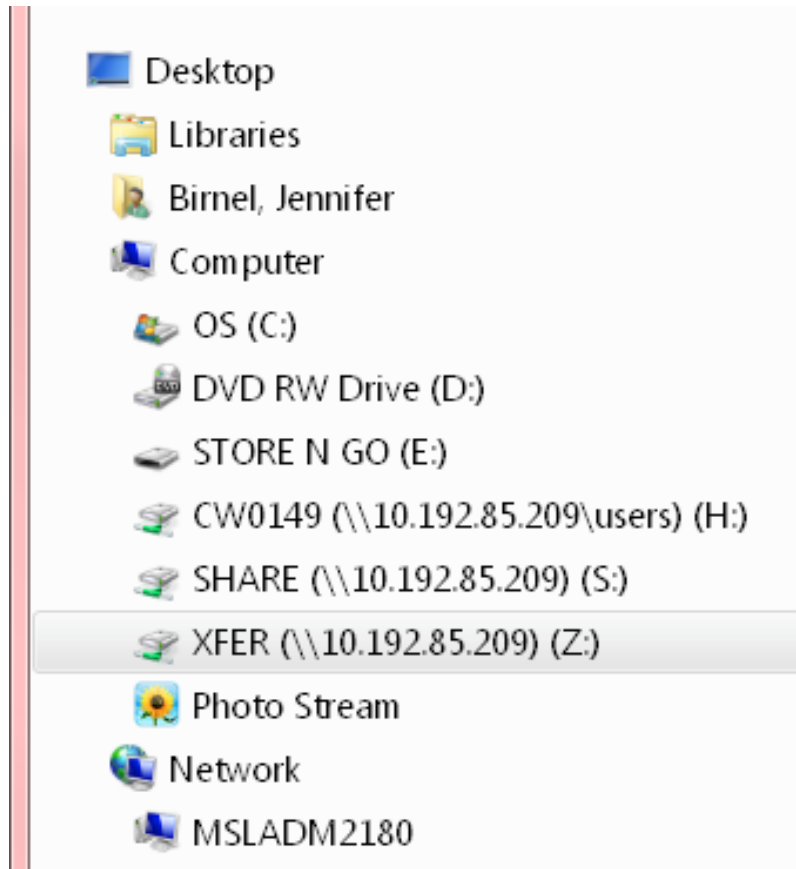 Desktop
Libraries
Birnel, Jennifer
Computer
OS (C:)
DVD RW Drive (D:)
STORE N GO (E:)
CW0149 (\\10.192.85.209\users) (H:)
SHARE (\\10.192.85.209) (S:)
XFER (\\10.192.85.209) (Z:)
Photo Stream
Network
MSLADM2180